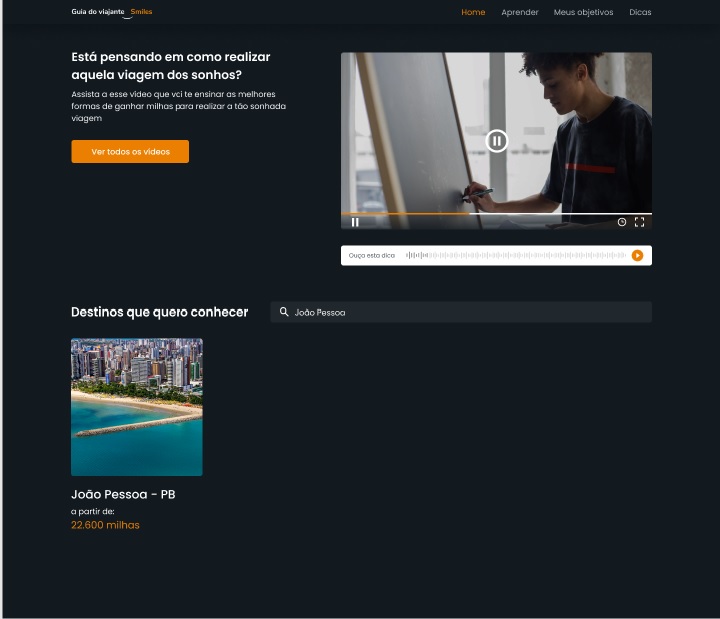 Guia do viajante Smiles
Home Aprender Meus objetivos Dicas
Está pensando em como realizar
aquela viagem dos sonhos?
Assista a esse video que vci te ensinar as melhores
formas de ganhar milhas para realizar a tão sonhada
viagem
Ver todos os videos
Ouça esta dica
Destinos que quero conhecer
João Pessoa
João Pessoa - PB
a partir de:
22.600 milhas